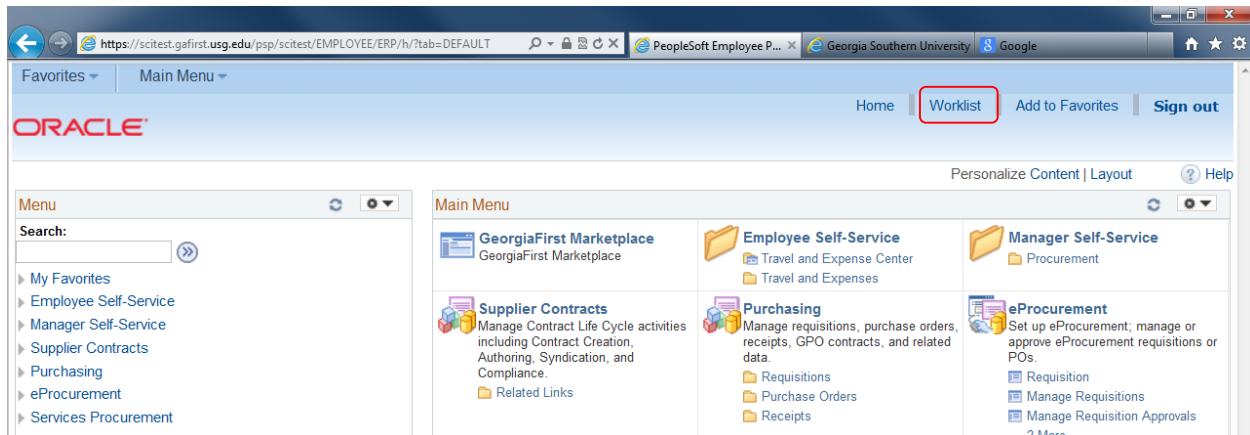 https://scitest.gafirst.usg.edu/psp/scitest/EMPLOYEE/ERP/h/?tab=DEFAULT
PeopleSoft Employee P...
Georgia Southern University
Google
Favorites
Main Menu
Home
Worklist
Add to Favorites
Sign out
ORACLE
Personalize Content | Layout
Help
Menu
Search:
My Favorites
Employee Self-Service
Manager Self-Service
Supplier Contracts
Purchasing
eProcurement
Services Procurement
Main Menu
GeorgiaFirst Marketplace
GeorgiaFirst Marketplace
Employee Self-Service
Travel and Expense Center
Travel and Expenses
Manager Self-Service
Procurement
Supplier Contracts
Manage Contract Life Cycle activities
including Contract Creation,
Authoring, Syndication, and
Compliance.
Related Links
Purchasing
Manage requisitions, purchase orders,
receipts, GPO contracts, and related
data.
Requisitions
Purchase Orders
Receipts
eProcurement
Set up eProcurement; manage or
approve eProcurement requisitions or
POs.
Requisition
Manage Requisitions
Manage Requisition Approvals